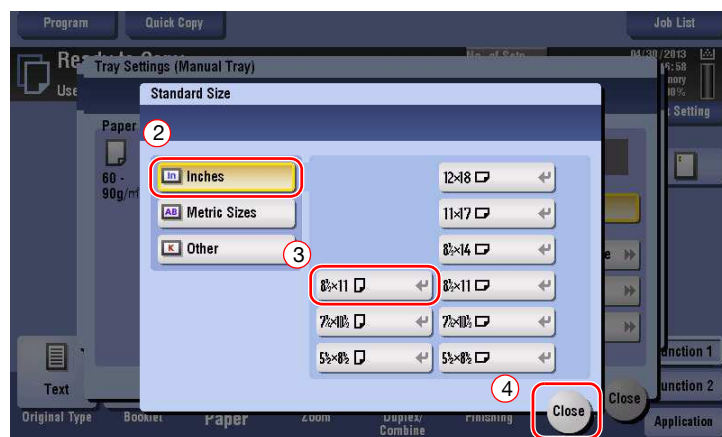 Program
Quick Copy
Job List
Tray Settings (Manual Tray)
Standard Size
Setting
Paper
2
60 -
90g/m
In Inches
AB Metric Sizes
K Other
3
12×18
11×17
8½×14
8½×11
8½×11
7¼×10½
7¼×10½
5½×8½
5½×8½
4
Close
Close
Text
Function 1
Function 2
Original Type
Booklet
Paper
Zoom
Duplex/
Combine
Finishing
Application